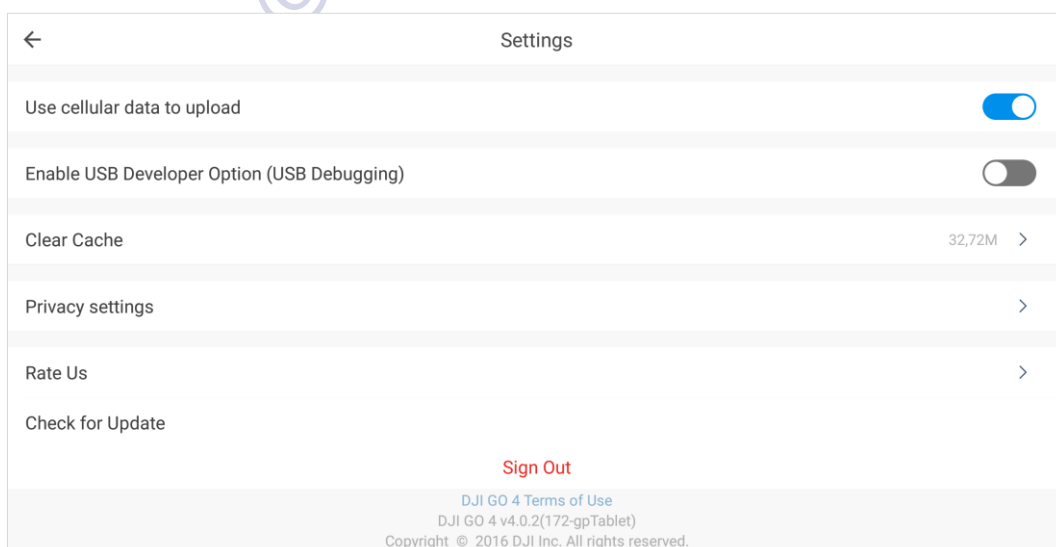 Settings
Use cellular data to upload
Enable USB Developer Option (USB Debugging)
Clear Cache 32,72M
Privacy settings
Rate Us
Check for Update
Sign Out
DJI GO 4 Terms of Use
DJI GO 4 v4.0.2(172-gpTablet)
Copyright © 2016 DJI Inc. All rights reserved.